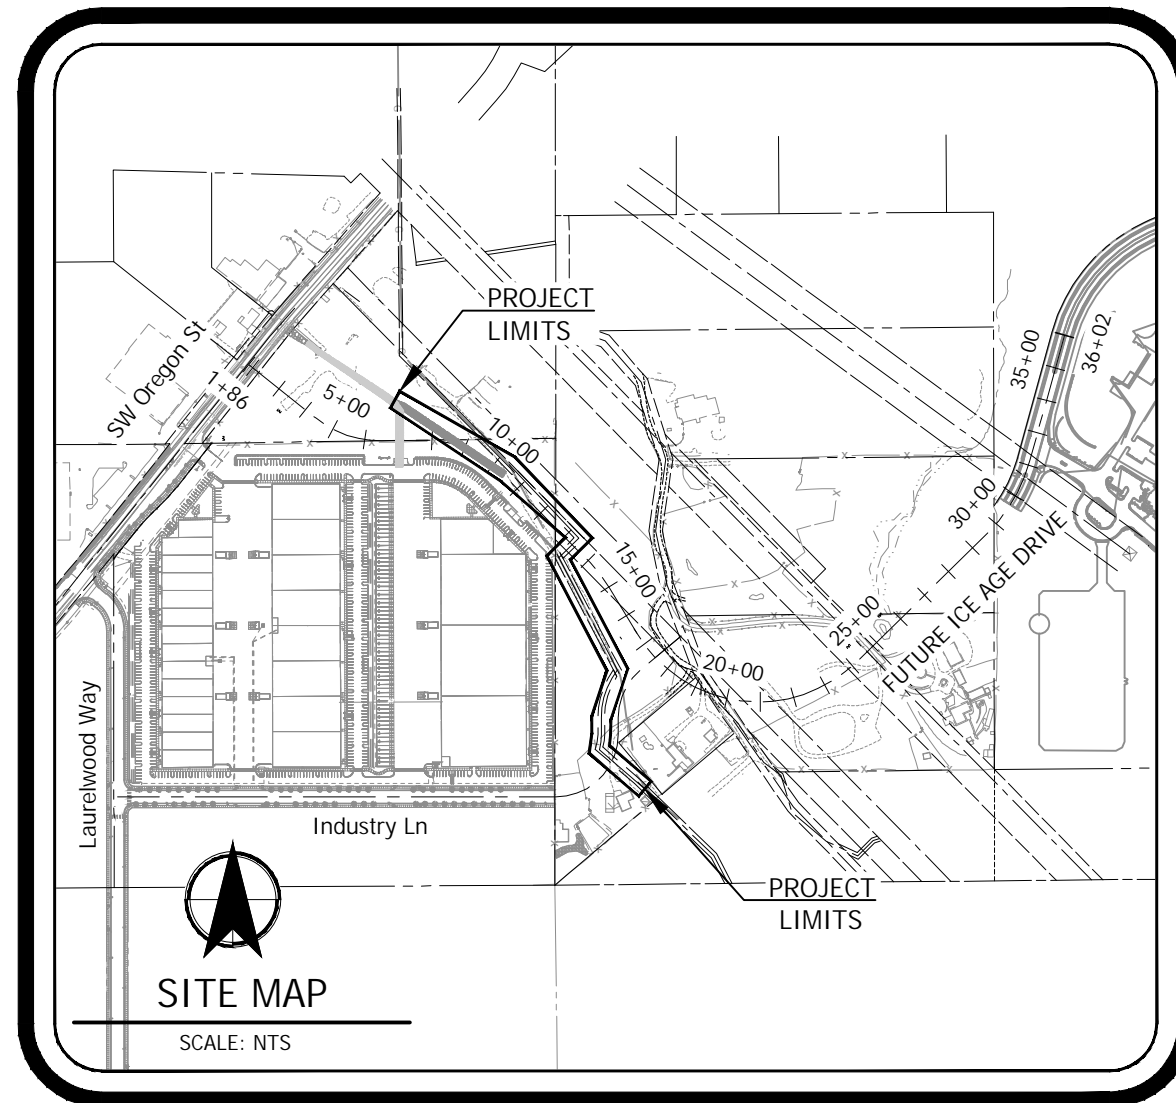 PROJECT
LIMITS
SW Oregon St
1+86
5+00
10+00
15+00
20+00
25+00
30+00
35+00
36+02
FUTURE ICE AGE DRIVE
Laurelwood Way
Industry Ln
PROJECT
LIMITS
SITE MAP
SCALE: NTS